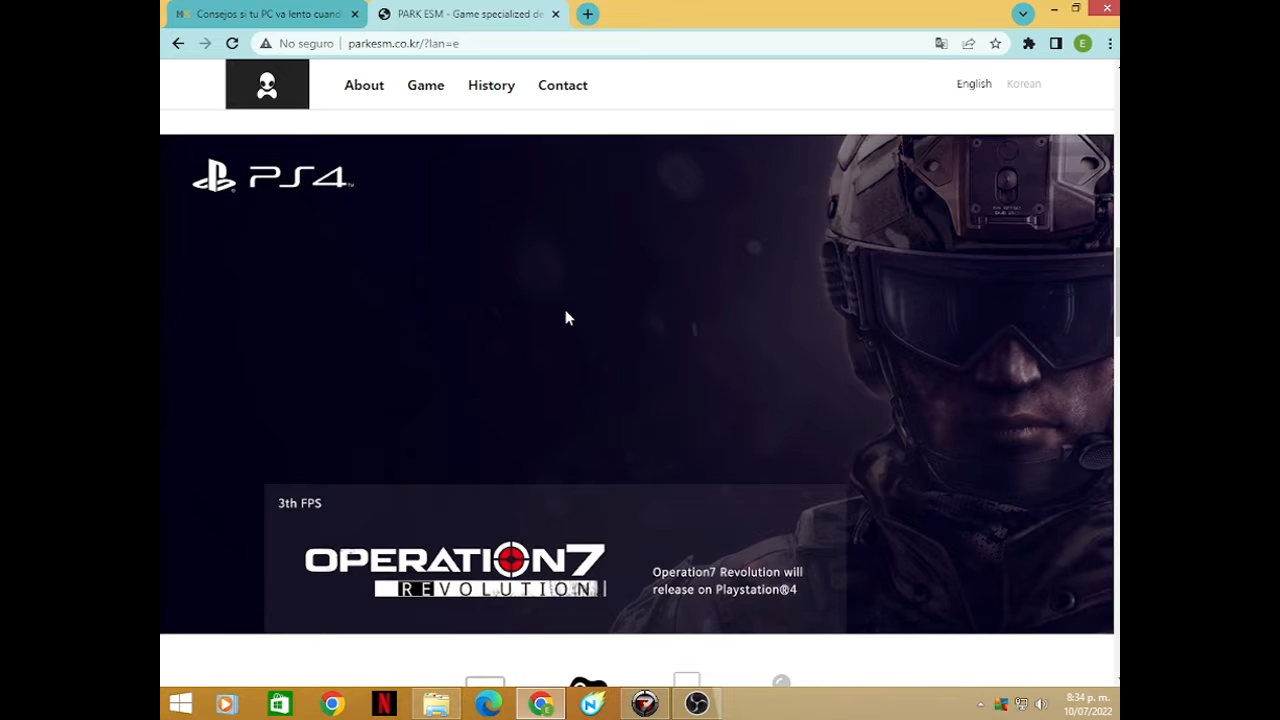 Consejos si tu PC va lento cuand
PARK ESM - Game specialized de
No seguro
parkesm.co.kr/?lan=e
E
About
Game
History
Contact
English
Korean
PS4
3th FPS
OPERATION7
REVOLUTION
Operation7 Revolution will
release on Playstation®4
8:34 p. m.
10/07/2022